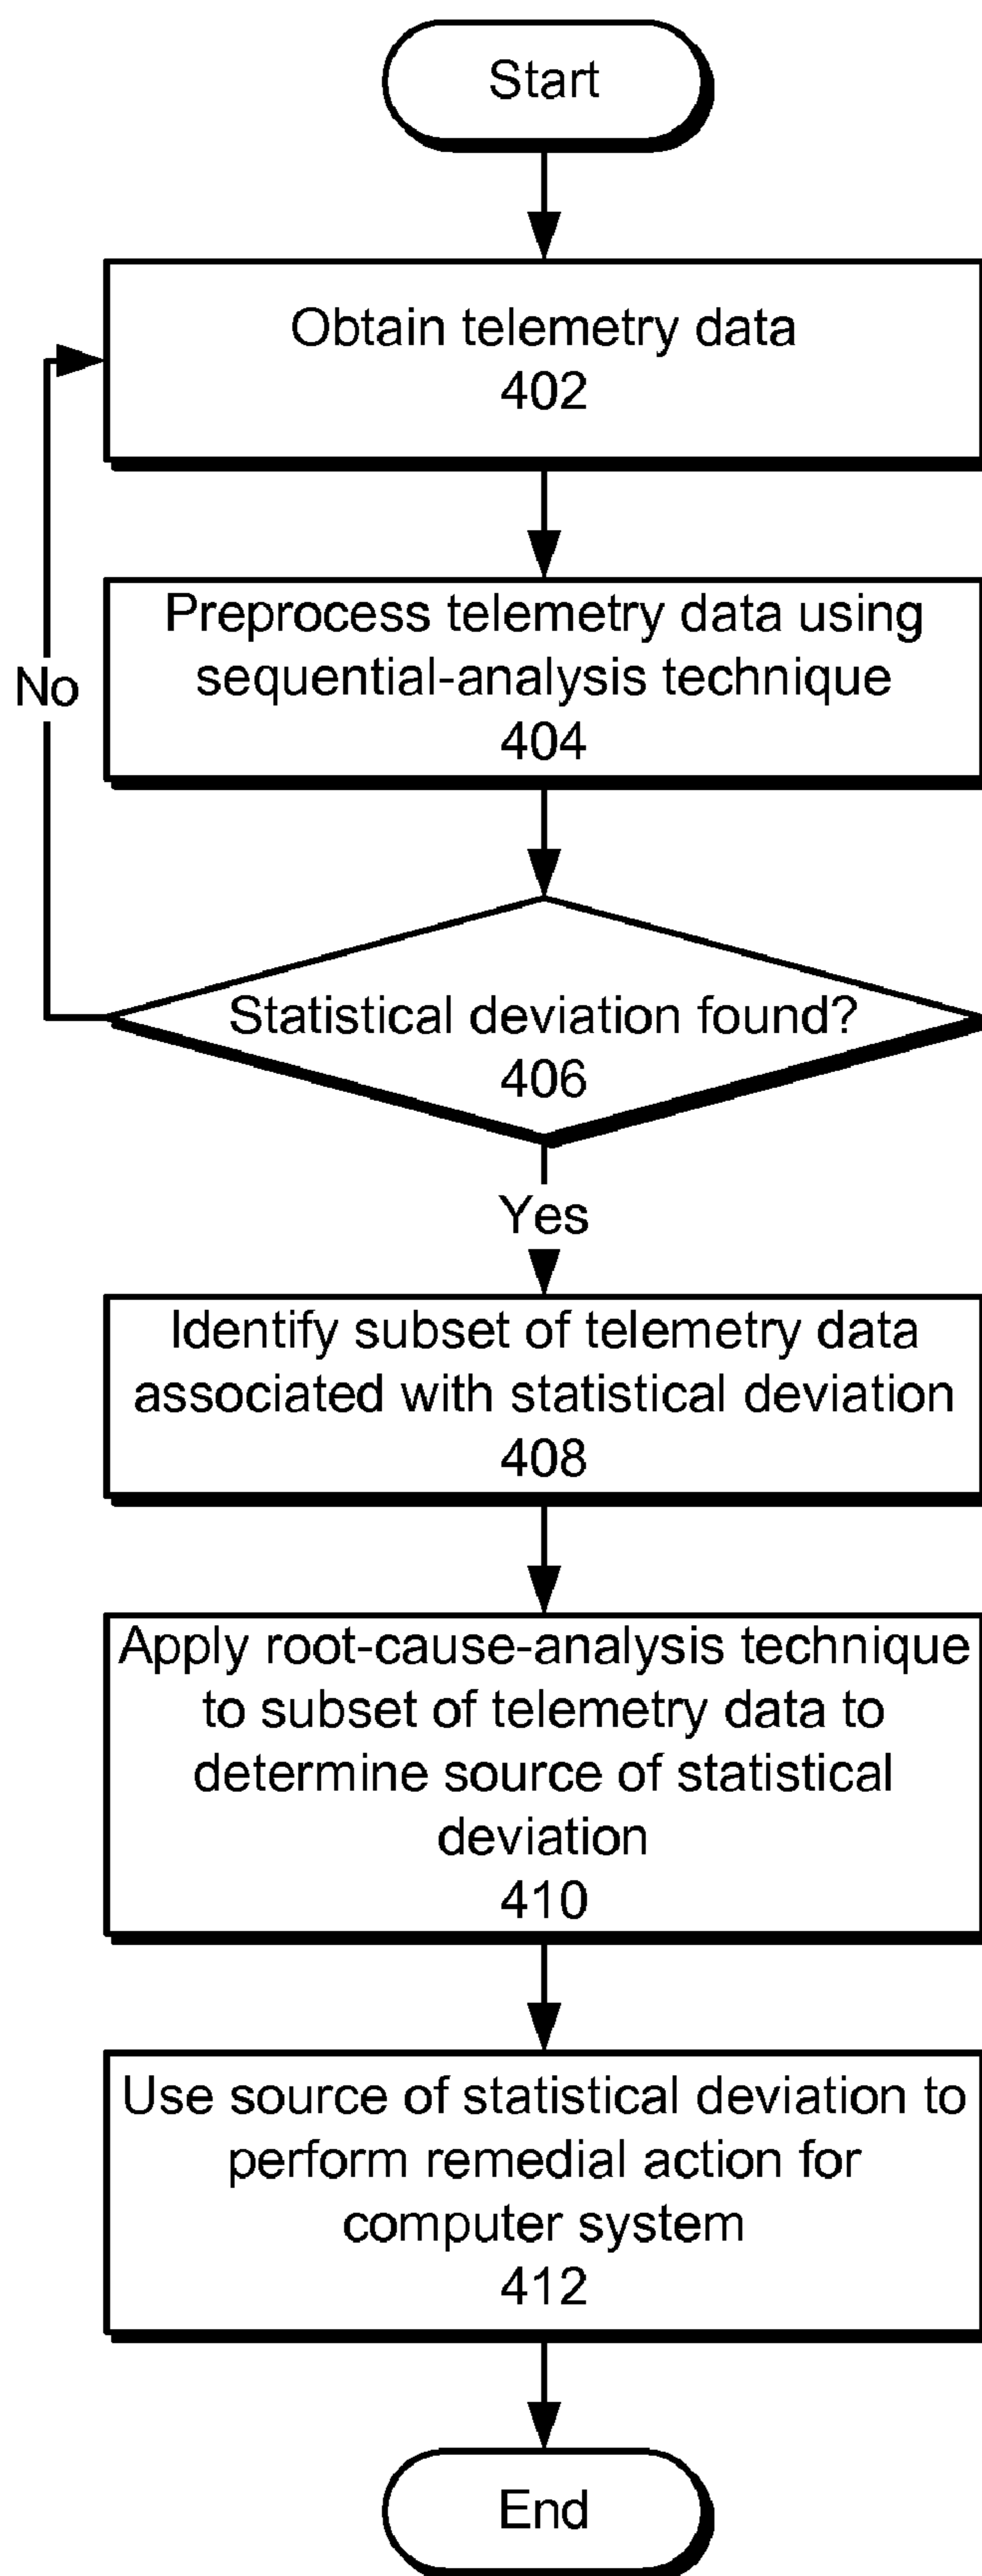 Start
Obtain telemetry data
402
Preprocess telemetry data using
sequential-analysis technique
404
No
Statistical deviation found?
406
Yes
Identify subset of telemetry data
associated with statistical deviation
408
Apply root-cause-analysis technique
to subset of telemetry data to
determine source of statistical
deviation
410
Use source of statistical deviation to
perform remedial action for
computer system
412
End